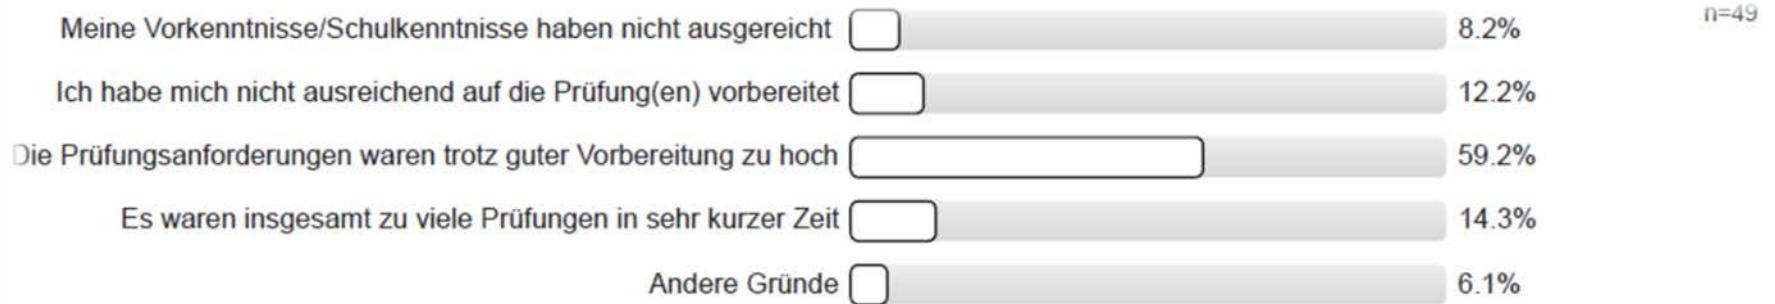 Meine Vorkenntnisse/Schulkenntnisse haben nicht ausgereicht 8.2% n=49
Ich habe mich nicht ausreichend auf die Prüfung(en) vorbereitet 12.2%
Die Prüfungsanforderungen waren trotz guter Vorbereitung zu hoch 59.2%
Es waren insgesamt zu viele Prüfungen in sehr kurzer Zeit 14.3%
Andere Gründe 6.1%